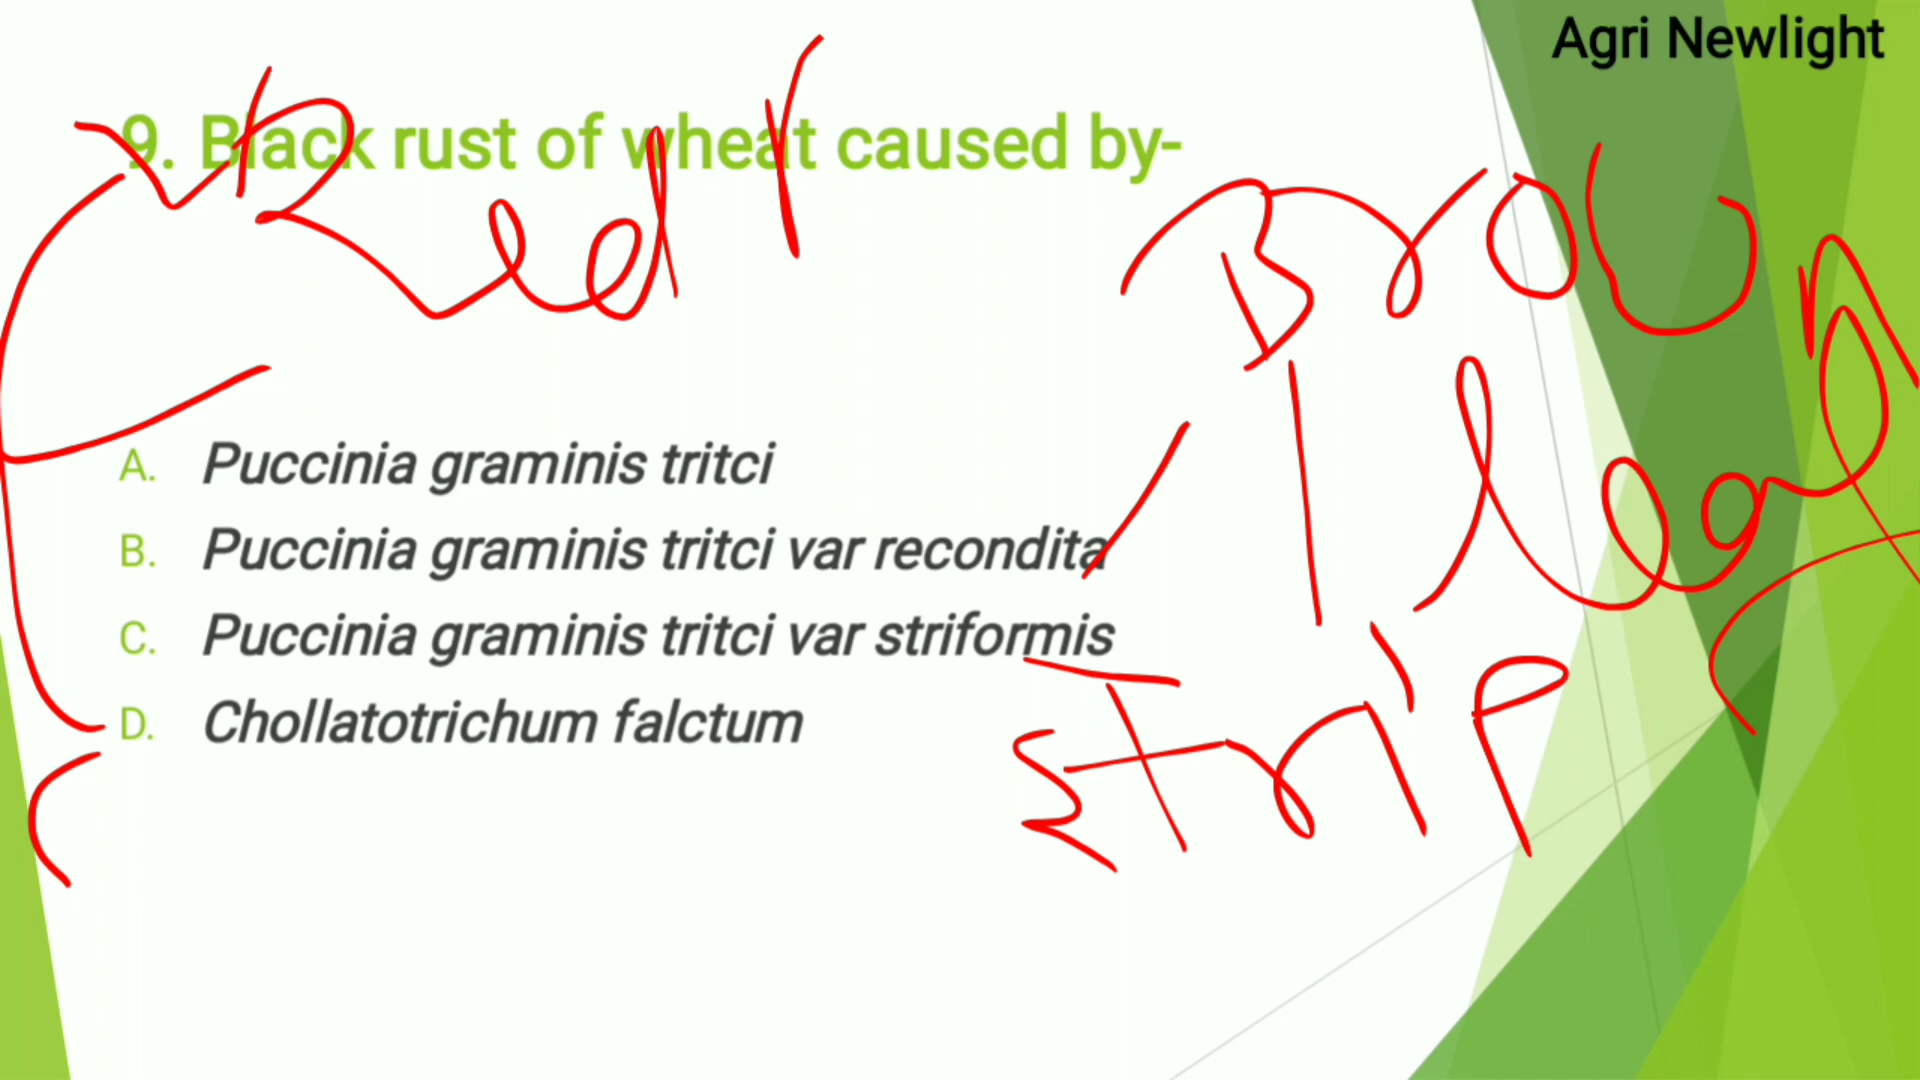 Agri Newlight
9. Black rust of wheat caused by-
Red r
Brown
A. Puccinia graminis tritci
B. Puccinia graminis tritci var recondita
leaf
C. Puccinia graminis tritci var striformis
D. Chollatotrichum falctum
Strip